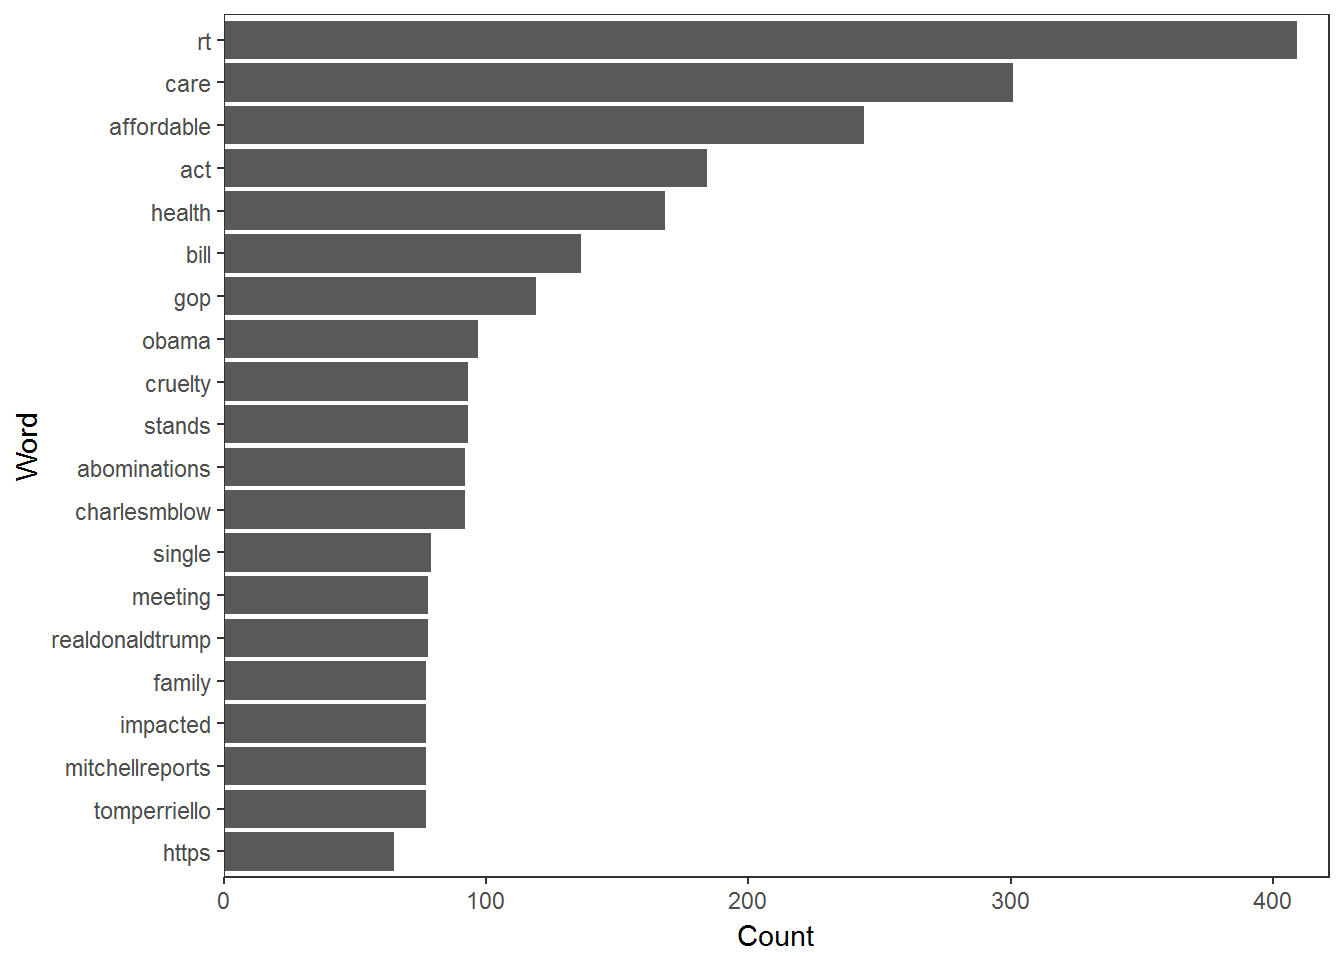 rt
care
affordable
act
health
bill
gop
obama
cruelty
stands
abominations
charlesmblow
single
meeting
realdonaldtrump
family
impacted
mitchellreports
tomperriello
https
Word
0 100 200 300 400
Count